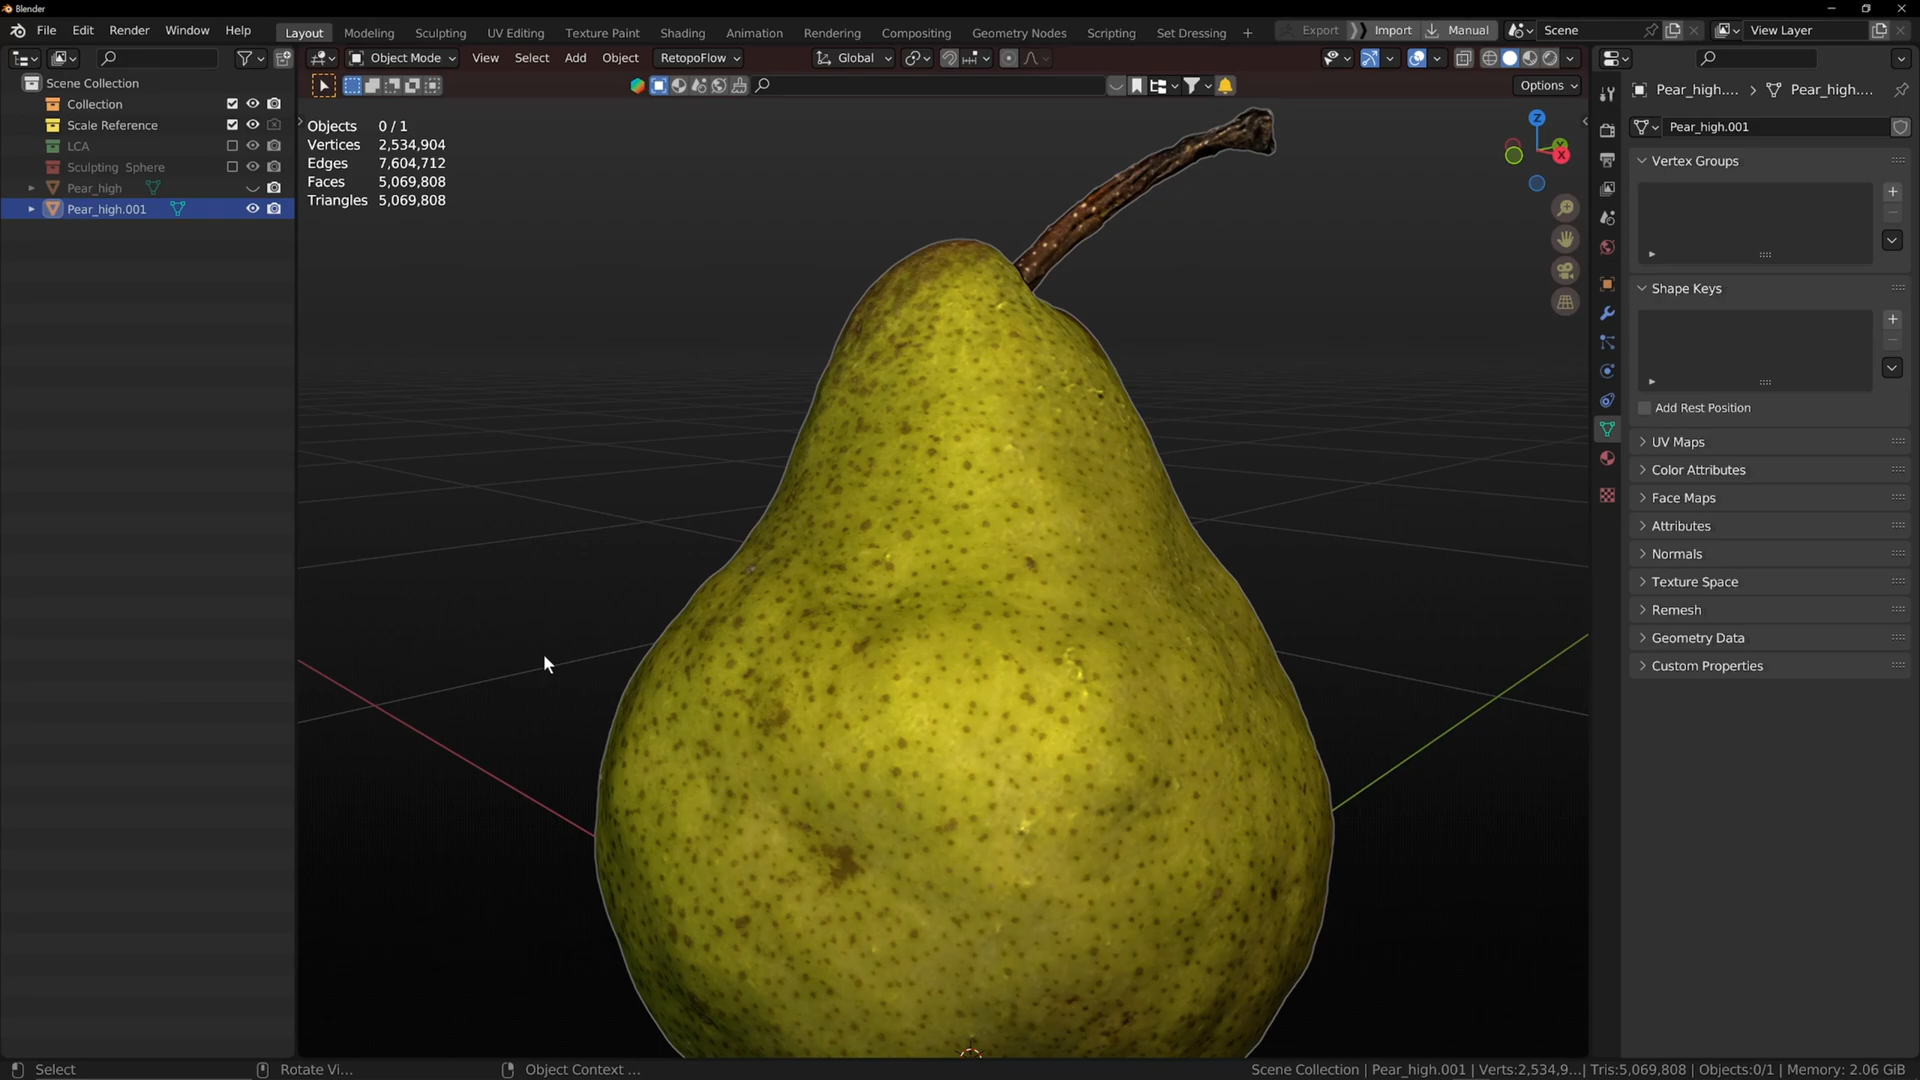 Blender
File Edit Render Window Help
Layout Modeling Sculpting UV Editing Texture Paint Shading Animation Rendering Compositing Geometry Nodes Scripting Set Dressing +
Export Import Manual Scene View Layer
Object Mode View Select Add Object RetopoFlow Global
Options
Scene Collection
Collection
Scale Reference
LCA
Sculpting Sphere
Pear_high
Pear_high.001
Objects 0 / 1
Vertices 2,534,904
Edges 7,604,712
Faces 5,069,808
Triangles 5,069,808
Z
Y
X
Pear_high.... > Pear_high.001...
Pear_high.001
Vertex Groups
Shape Keys
Add Rest Position
UV Maps
Color Attributes
Face Maps
Attributes
Normals
Texture Space
Remesh
Geometry Data
Custom Properties
Select Rotate Vi... Object Context ...
Scene Collection | Pear_high.001 | Verts:2,534,9...| Tris:5,069,808 | Objects:0/1 | Memory: 2.06 GiB